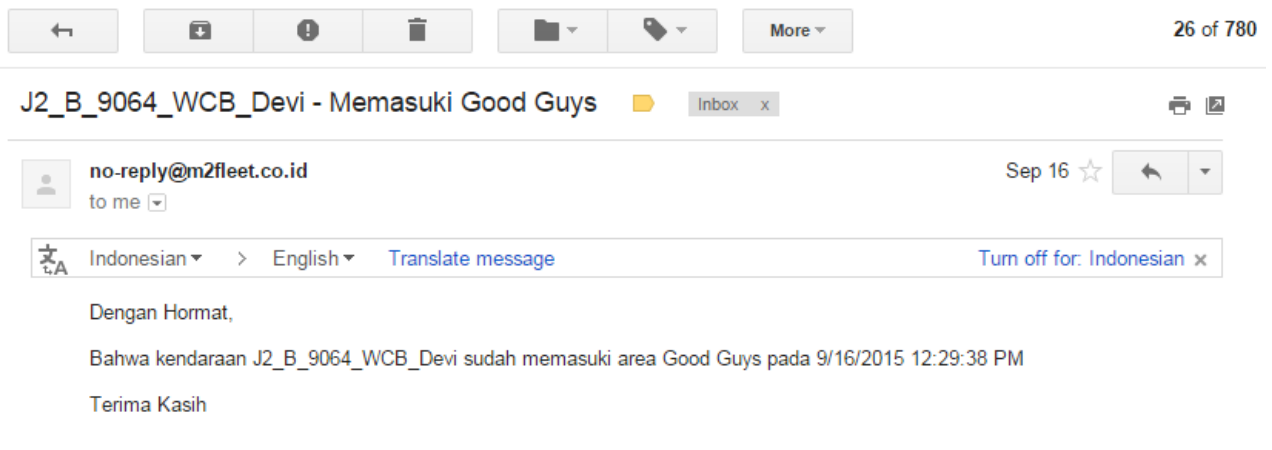 More
26 of 780
J2_B_9064_WCB_Devi - Memasuki Good Guys Inbox x
no-reply@m2fleet.co.id Sep 16
to me
Indonesian > English Translate message Turn off for: Indonesian x
Dengan Hormat,
Bahwa kendaraan J2_B_9064_WCB_Devi sudah memasuki area Good Guys pada 9/16/2015 12:29:38 PM
Terima Kasih